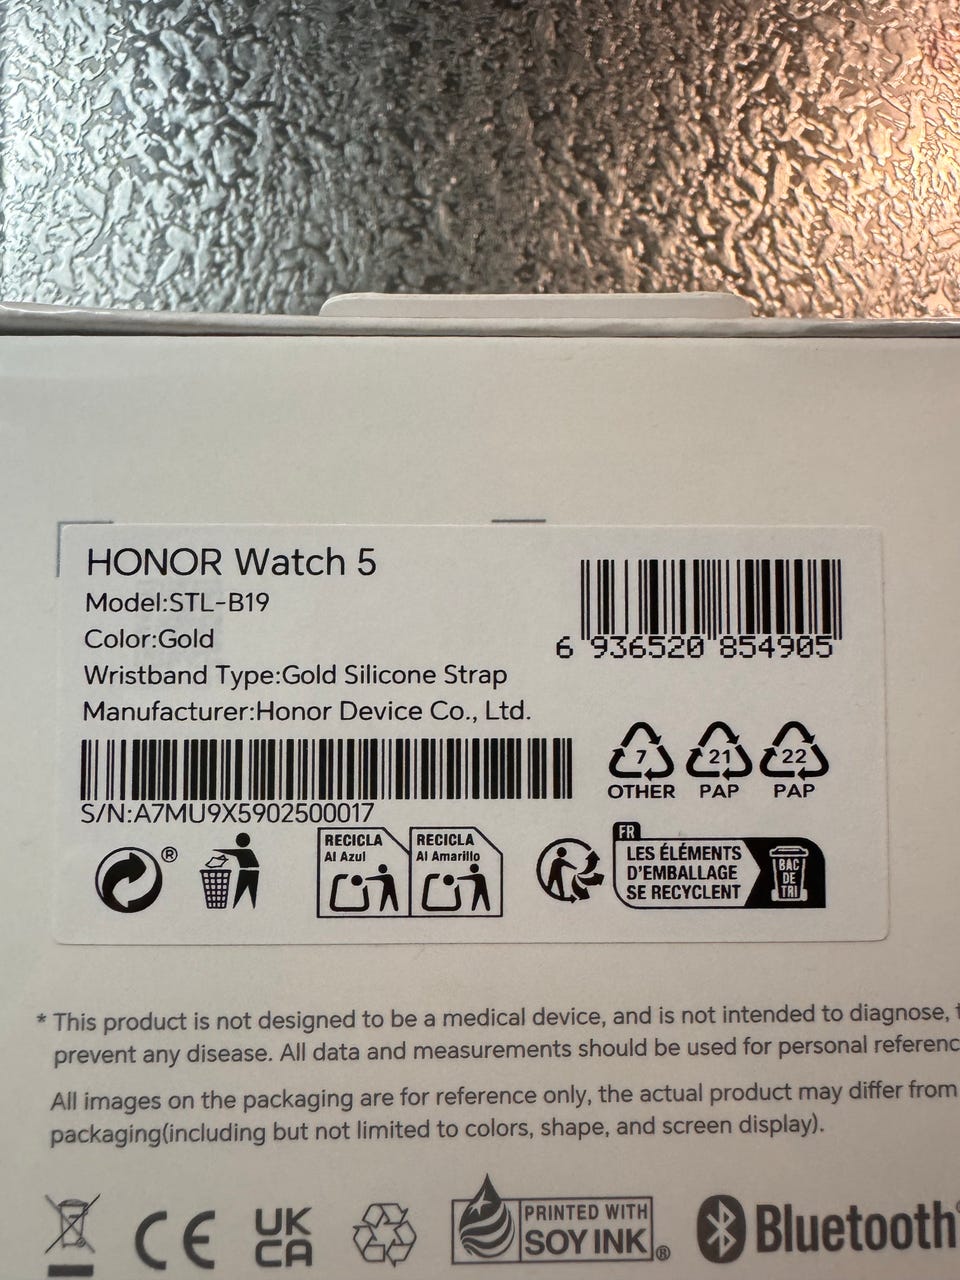 HONOR Watch 5
Model:STL-B19
Color:Gold
Wristband Type:Gold Silicone Strap
Manufacturer:Honor Device Co., Ltd.
6 936520 854905
S/N:A7MU9X5902500017
7
OTHER
21
PAP
22
PAP
®
RECICLA
Al Azul
RECICLA
Al Amarillo
FR
LES ÉLÉMENTS
D'EMBALLAGE
SE RECYCLENT
BAC
DE
TRI
* This product is not designed to be a medical device, and is not intended to diagnose,
prevent any disease. All data and measurements should be used for personal referenc
All images on the packaging are for reference only, the actual product may differ from
packaging(including but not limited to colors, shape, and screen display).
CE
UK
CA
PRINTED WITH
SOY INK®
Bluetooth®